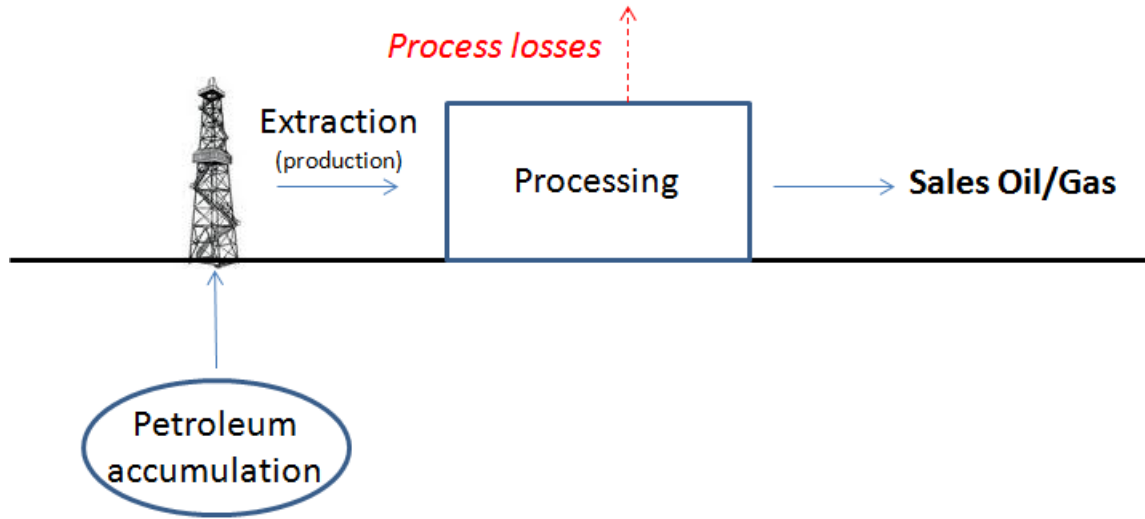 Process losses
Extraction
(production)
Processing
Sales Oil/Gas
Petroleum
accumulation